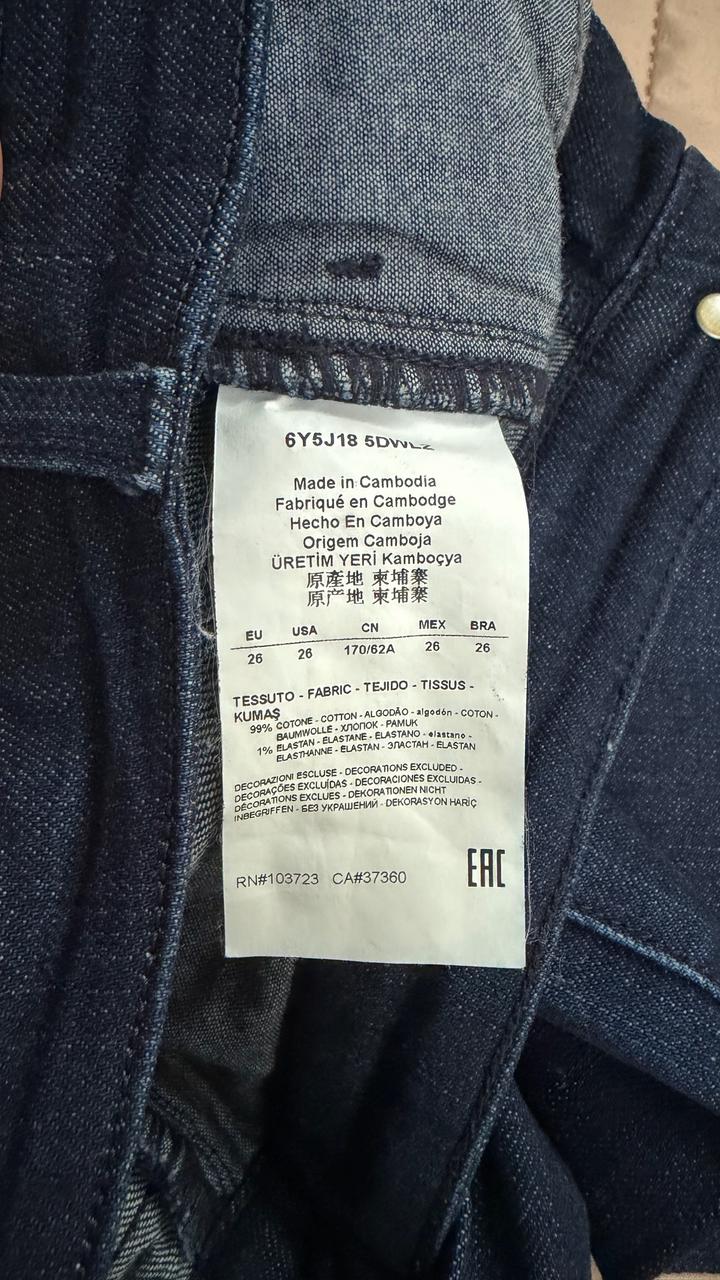 6Y5J18
Made in Cambodia
Fabriqué en Cambodge
Hecho En Camboya
Origem Camboja
ÜRETİM YERİ Kamboçya
原產地 柬埔寨
原产地 柬埔寨
EU USA CN MEX BRA
26 26 170/62A 26 26
TESSUTO - FABRIC - TEJIDO - TISSUS -
KUMAŞ
99% COTONE - COTTON - ALGODÃO - algodón - COTON -
BAUMWOLLE - ХЛОПОК - PAMUK
1% ELASTAN - ELASTANE - ELASTANO - elastano -
ELASTHANNE - ELASTAN - ЭЛАСТАН - ELASTAN
DECORAZIONI ESCLUSE - DECORATIONS EXCLUDED -
DECORAÇÕES EXCLUÍDAS - DECORACIONES EXCLUIDAS -
DÉCORATIONS EXCLUES - DEKORATIONEN NICHT
INBEGRIFFEN - БЕЗ УКРАШЕНИЙ - DEKORASYON HARİÇ
RN#103723 CA#37360
EAC